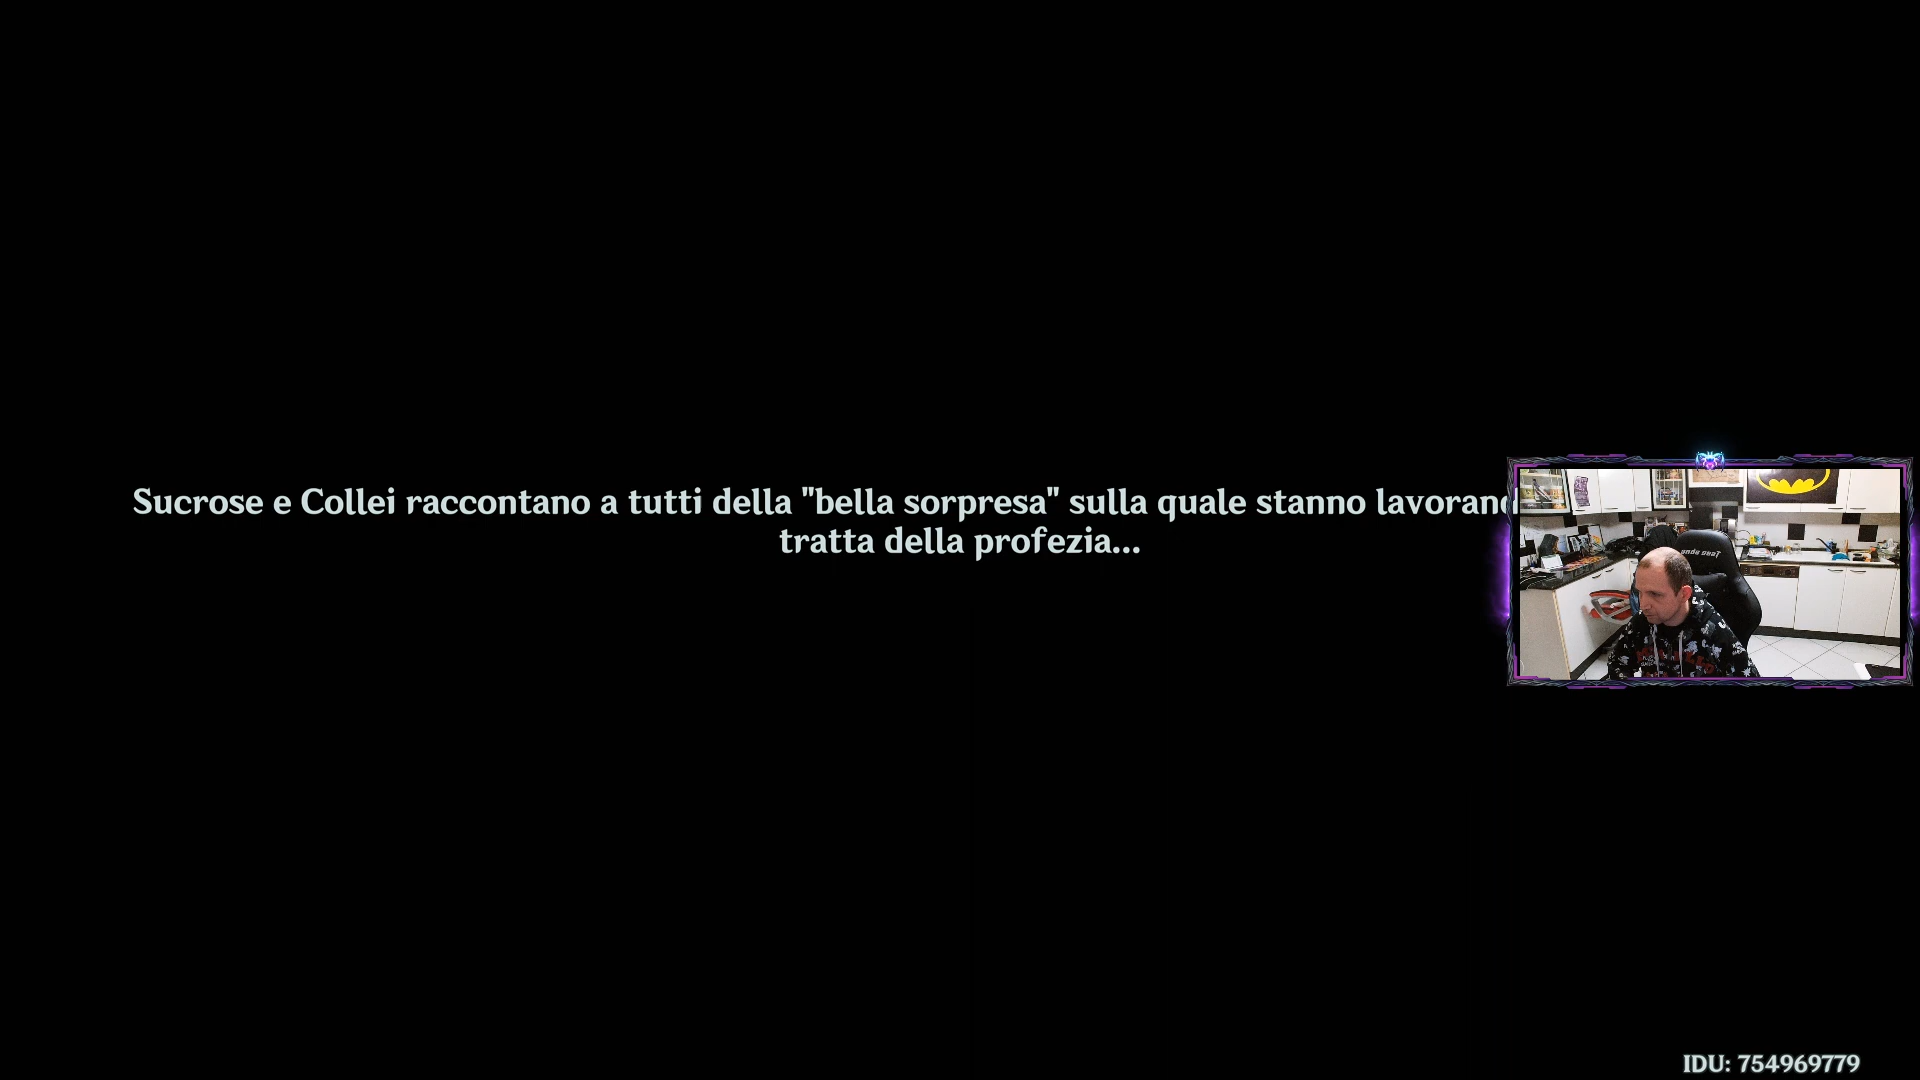 Sucrose e Collei raccontano a tutti della "bella sorpresa" sulla quale stanno
tratta della profezia...
IDU: 754969779